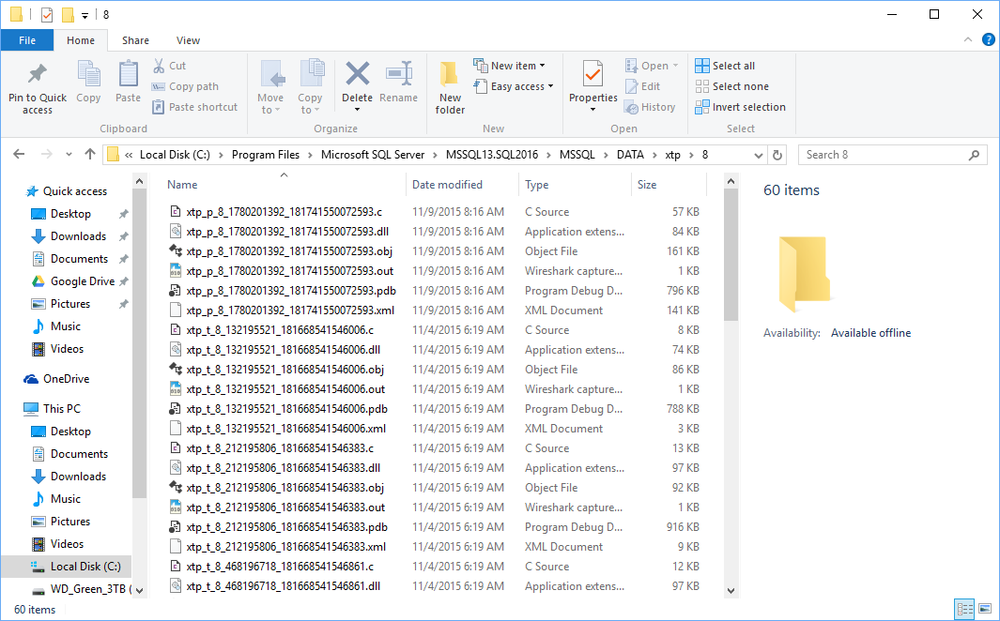 8
File Home Share View
Pin to Quick access
Copy
Paste
Cut
Copy path
Paste shortcut
Clipboard
Move to
Copy to
Delete
Rename
Organize
New folder
New item
Easy access
New
Properties
Open
Edit
History
Open
Select all
Select none
Invert selection
Select
« Local Disk (C:) > Program Files > Microsoft SQL Server > MSSQL13.SQL2016 > MSSQL > DATA > xtp > 8
Search 8
Quick access
Desktop
Downloads
Documents
Google Drive
Pictures
Music
Videos
OneDrive
This PC
Desktop
Documents
Downloads
Music
Pictures
Videos
Local Disk (C:)
WD_Green_3TB (
Name Date modified Type Size
xtp_p_8_1780201392_181741550072593.c 11/9/2015 8:16 AM C Source 57 KB
xtp_p_8_1780201392_181741550072593.dll 11/9/2015 8:16 AM Application extens... 84 KB
xtp_p_8_1780201392_181741550072593.obj 11/9/2015 8:16 AM Object File 161 KB
xtp_p_8_1780201392_181741550072593.out 11/9/2015 8:16 AM Wireshark capture... 1 KB
xtp_p_8_1780201392_181741550072593.pdb 11/9/2015 8:16 AM Program Debug D... 796 KB
xtp_p_8_1780201392_181741550072593.xml 11/9/2015 8:16 AM XML Document 141 KB
xtp_t_8_132195521_181668541546006.c 11/4/2015 6:19 AM C Source 8 KB
xtp_t_8_132195521_181668541546006.dll 11/4/2015 6:19 AM Application extens... 74 KB
xtp_t_8_132195521_181668541546006.obj 11/4/2015 6:19 AM Object File 86 KB
xtp_t_8_132195521_181668541546006.out 11/4/2015 6:19 AM Wireshark capture... 1 KB
xtp_t_8_132195521_181668541546006.pdb 11/4/2015 6:19 AM Program Debug D... 788 KB
xtp_t_8_132195521_181668541546006.xml 11/4/2015 6:19 AM XML Document 3 KB
xtp_t_8_212195806_181668541546383.c 11/4/2015 6:19 AM C Source 13 KB
xtp_t_8_212195806_181668541546383.dll 11/4/2015 6:19 AM Application extens... 97 KB
xtp_t_8_212195806_181668541546383.obj 11/4/2015 6:19 AM Object File 92 KB
xtp_t_8_212195806_181668541546383.out 11/4/2015 6:19 AM Wireshark capture... 1 KB
xtp_t_8_212195806_181668541546383.pdb 11/4/2015 6:19 AM Program Debug D... 916 KB
xtp_t_8_212195806_181668541546383.xml 11/4/2015 6:19 AM XML Document 9 KB
xtp_t_8_468196718_181668541546861.c 11/4/2015 6:19 AM C Source 12 KB
xtp_t_8_468196718_181668541546861.dll 11/4/2015 6:19 AM Application extens... 97 KB
60 items
Availability: Available offline
60 items